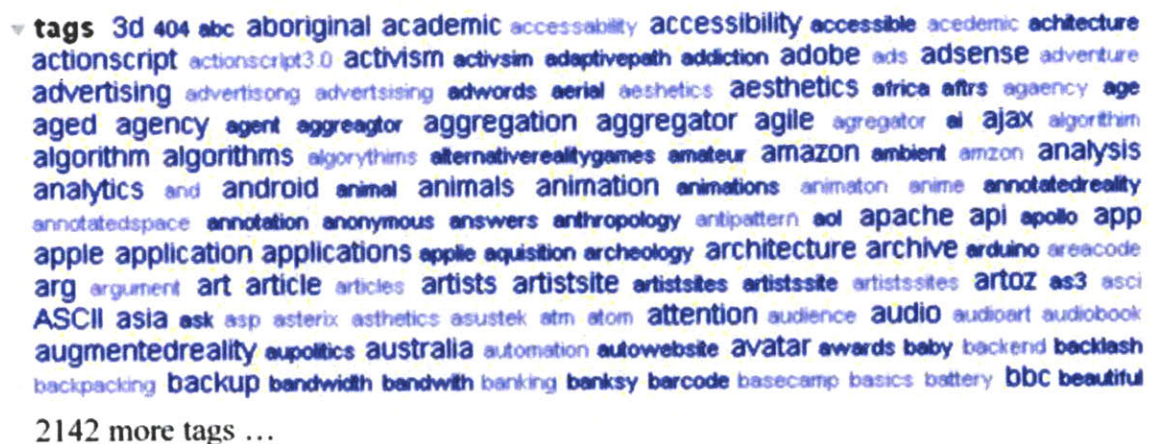 tags 3d 404 abc aboriginal academic accessability accessibility accessible acedemic achitecture
actionscript actionscript3.0 activism activsim adaptivepath addiction adobe ads adsense adventure
advertising advertisong advertsising adwords aerial aeshetics aesthetics africa aftrs agaency age
aged agency agent aggreagtor aggregation aggregator agile agregator ai ajax algorithim
algorithm algorithms algorythims alternativerealitygames amateur amazon ambient amzon analysis
analytics and android animal animals animation animations animaton anime annotatedreality
annotatedspace annotation anonymous answers anthropology antipattern aol apache api apollo app
apple application applications applie aquisition archeology architecture archive arduino areacode
arg argument art article articles artists artistsite artistsites artistssite artistssites artoz as3 asci
ASCII asia ask asp asterix asthetics asustek atm atom attention audience audio audioart audiobook
augmentedreality aupolitics australia automation autowebsite avatar awards baby backend backlash
backpacking backup bandwidth bandwith banking banksy barcode basecamp basics battery bbc beautiful
2142 more tags ...